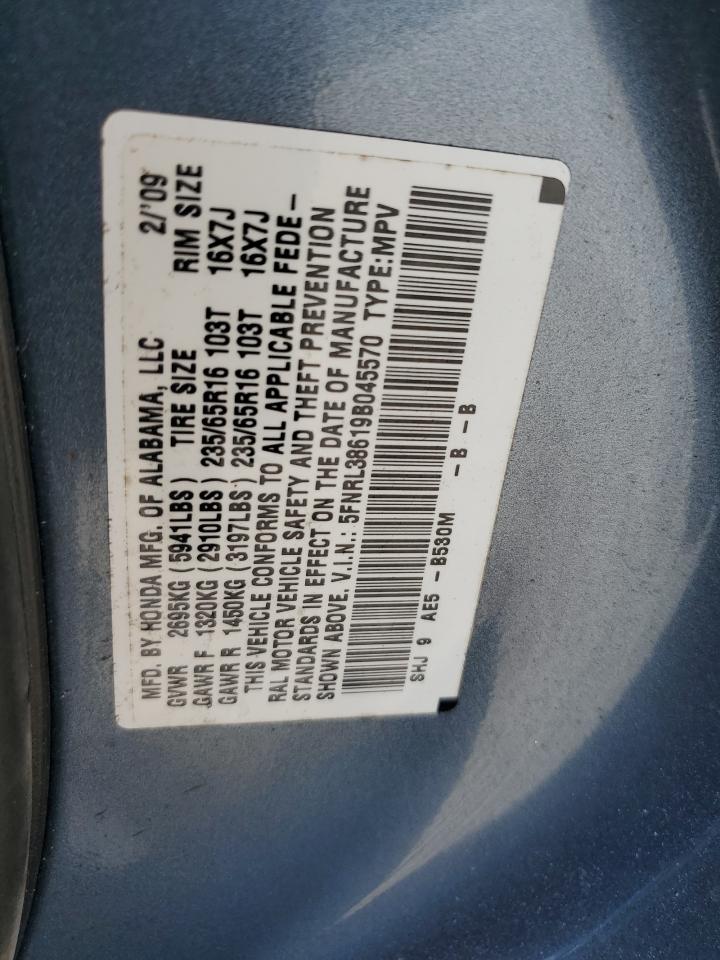 MFD. BY HONDA MFG. OF ALABAMA, LLC 2/'09
GVWR 2695KG (5941LBS) TIRE SIZE RIM SIZE
GAWR F 1320KG (2910LBS) 235/65R16 103T 16X7J
GAWR R 1450KG (3197LBS) 235/65R16 103T 16X7J
THIS VEHICLE CONFORMS TO ALL APPLICABLE FEDE-
RAL MOTOR VEHICLE SAFETY AND THEFT PREVENTION
STANDARDS IN EFFECT ON THE DATE OF MANUFACTURE
SHOWN ABOVE. V.I.N.: 5FNRL38619B045570 TYPE:MPV
SHJ 9 AE5 -B530M -B -B